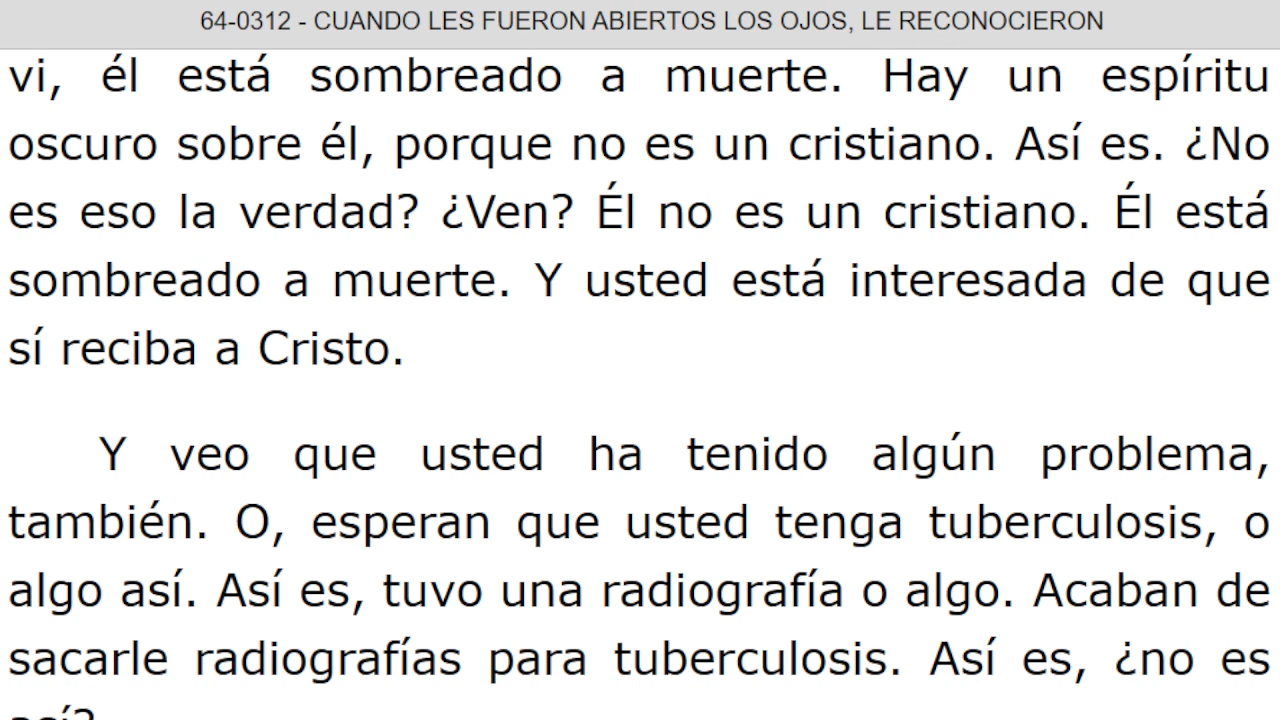 64-0312 - CUANDO LES FUERON ABIERTOS LOS OJOS, LE RECONOCIERON
vi, él está sombreado a muerte. Hay un espíritu
oscuro sobre él, porque no es un cristiano. Así es. ¿No
es eso la verdad? ¿Ven? Él no es un cristiano. Él está
sombreado a muerte. Y usted está interesada de que
sí reciba a Cristo.
Y veo que usted ha tenido algún problema,
también. O, esperan que usted tenga tuberculosis, o
algo así. Así es, tuvo una radiografía o algo. Acaban de
sacarle radiografías para tuberculosis. Así es, ¿no es
así?